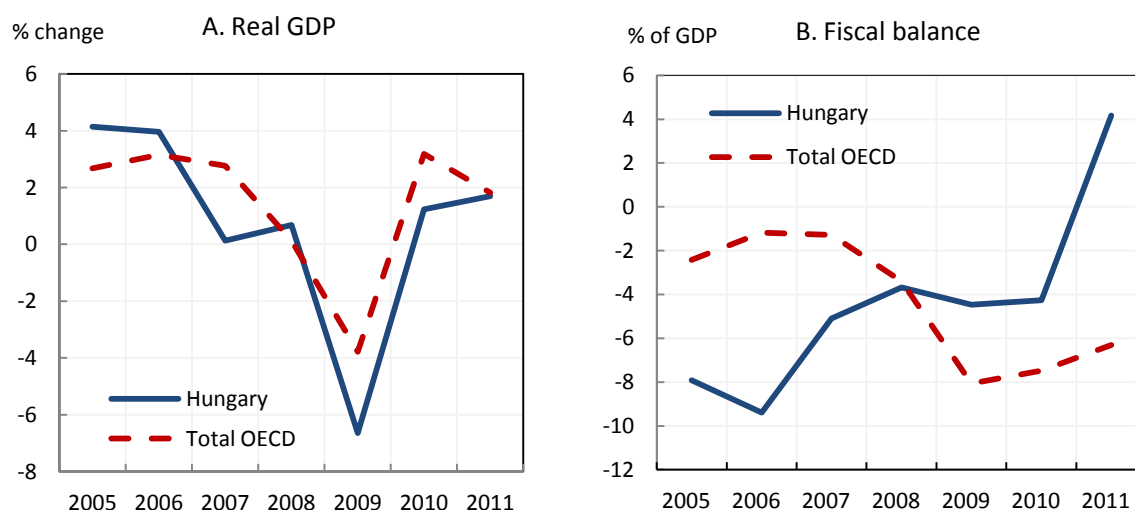 A. Real GDP
% change
6
4
2
0
-2
-4
-6
-8
Hungary
Total OECD
2005 2006 2007 2008 2009 2010 2011
B. Fiscal balance
% of GDP
6
4
2
0
-2
-4
-6
-8
-10
-12
Hungary
Total OECD
2005 2006 2007 2008 2009 2010 2011